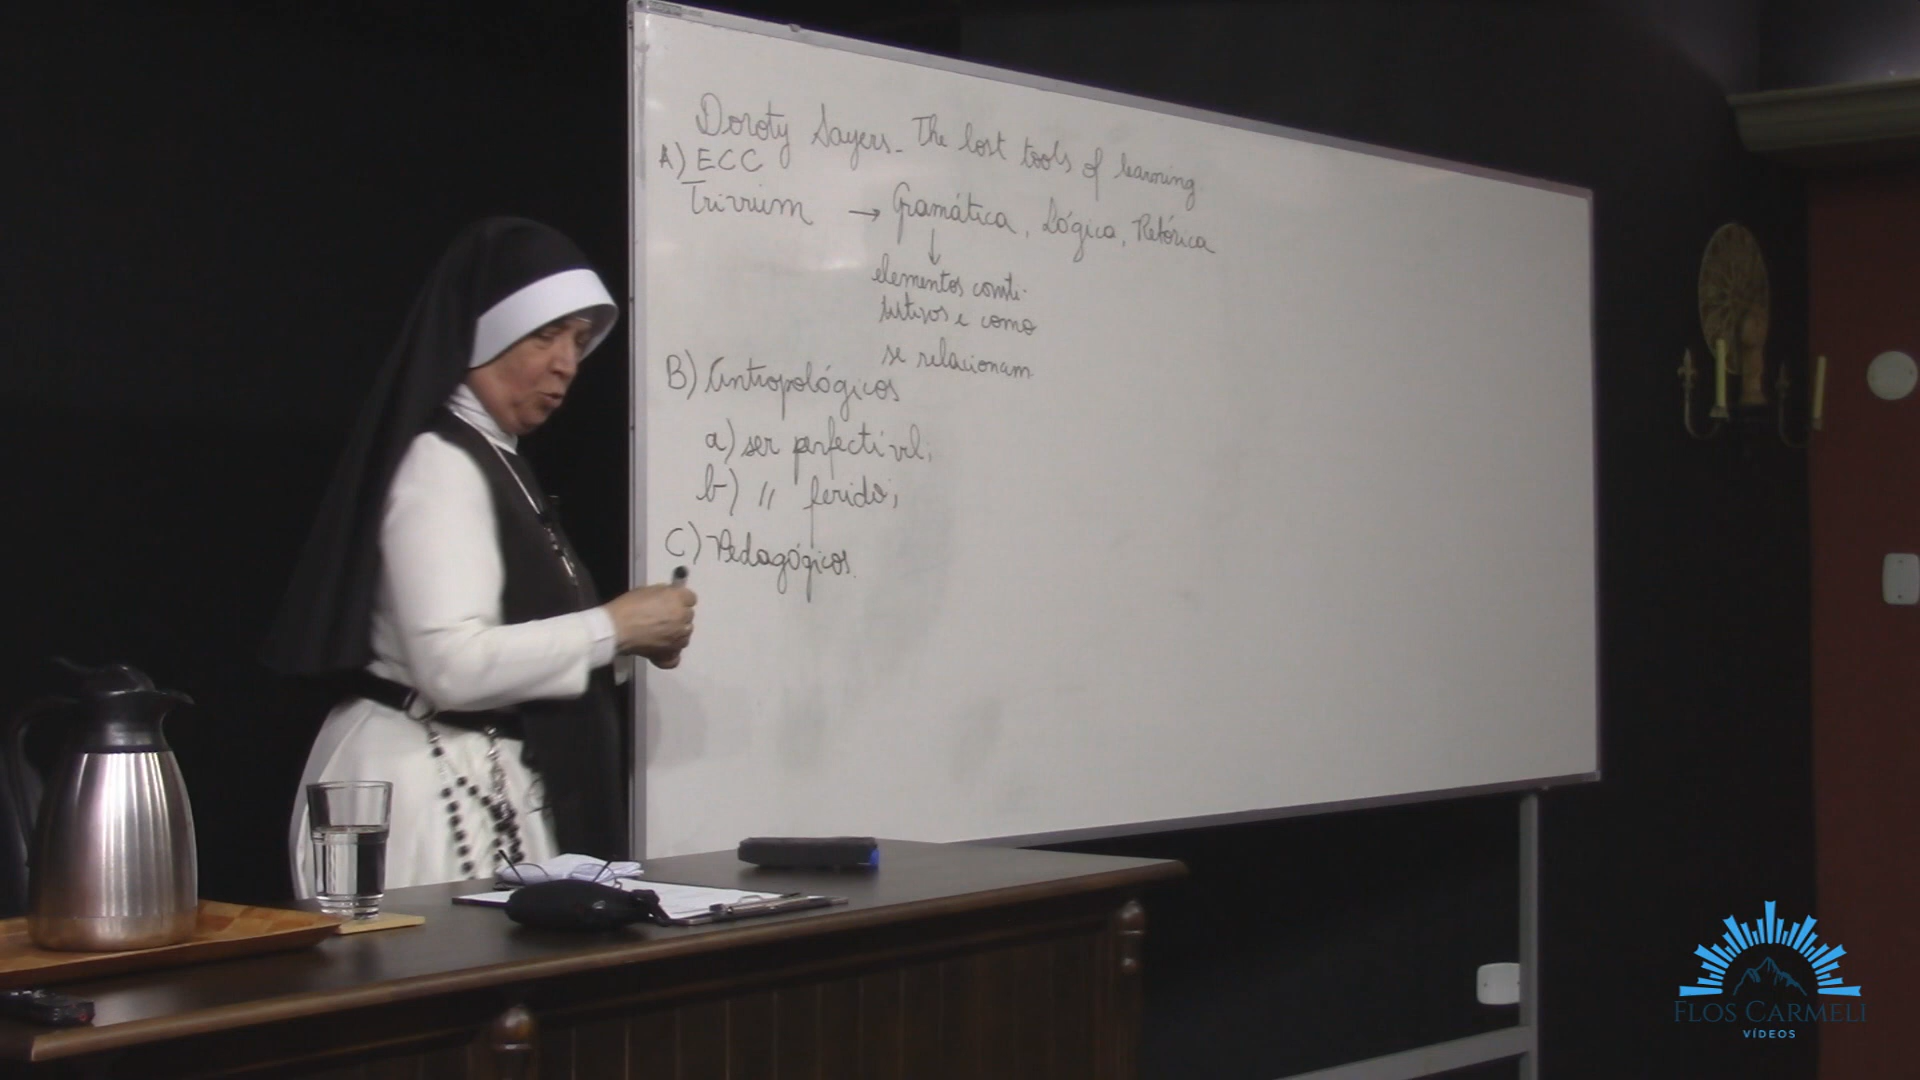 Doroty Sayers - The lost tools of learning
A) ECC
Trivium → Gramática, Lógica, Retórica
↓
elementos consti-
tutivos e como
se relacionam
B) Antropológicos
a) ser perfectível;
b) " ferido;
C) Pedagógicos.
FLOS CARMELI
VÍDEOS